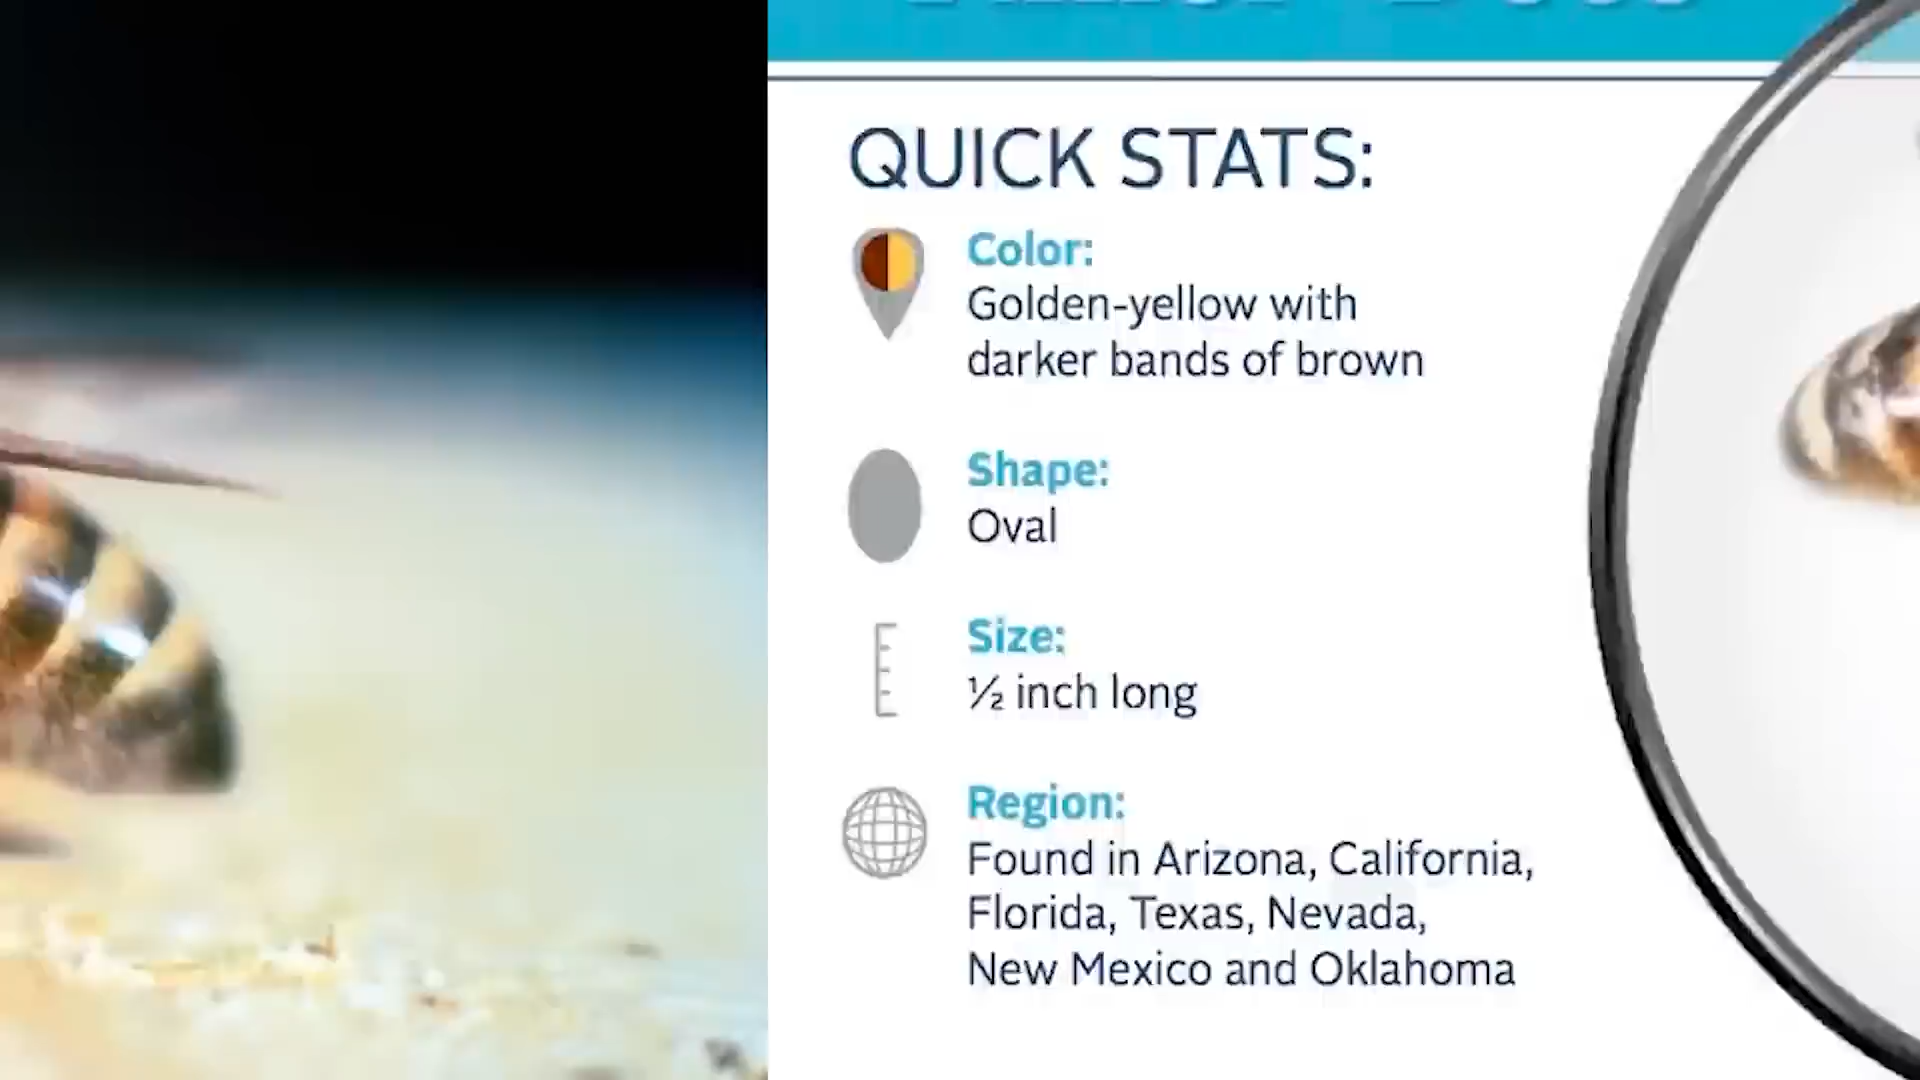 QUICK STATS:
Color:
Golden-yellow with
darker bands of brown
Shape:
Oval
Size:
½ inch long
Region:
Found in Arizona, California,
Florida, Texas, Nevada,
New Mexico and Oklahoma